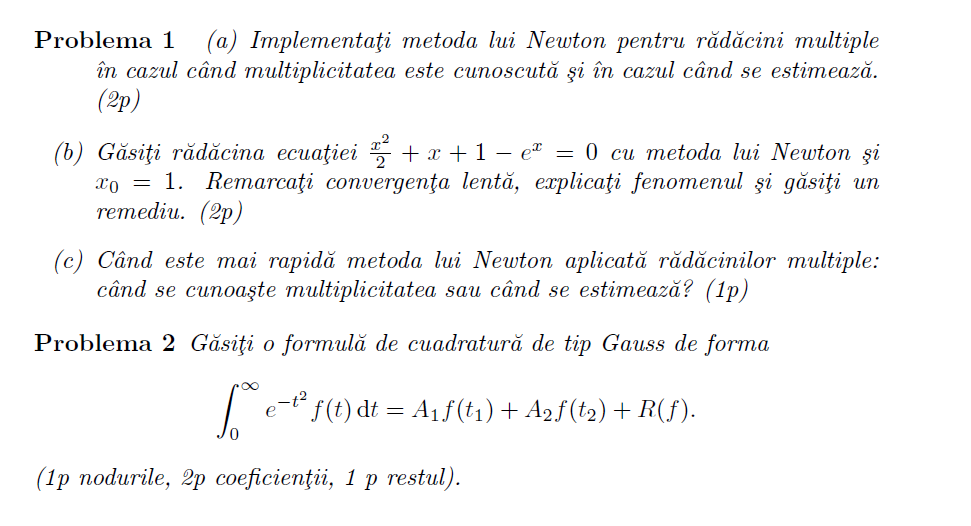 Problema 1 (a) Implementaţi metoda lui Newton pentru rădăcini multiple
în cazul când multiplicitatea este cunoscută şi în cazul când se estimează.
(2p)
(b) Găsiţi rădăcina ecuaţiei $\frac{x^2}{2} + x + 1 - e^x = 0$ cu metoda lui Newton şi
$x_0 = 1$. Remarcaţi convergenţa lentă, explicaţi fenomenul şi găsiţi un
remediu. (2p)
(c) Când este mai rapidă metoda lui Newton aplicată rădăcinilor multiple:
când se cunoaşte multiplicitatea sau când se estimează? (1p)
Problema 2 Găsiţi o formulă de cuadratură de tip Gauss de forma
$\int_0^\infty e^{-t^2} f(t) \, \mathrm{dt} = A_1 f(t_1) + A_2 f(t_2) + R(f).$
(1p nodurile, 2p coeficienţii, 1 p restul).